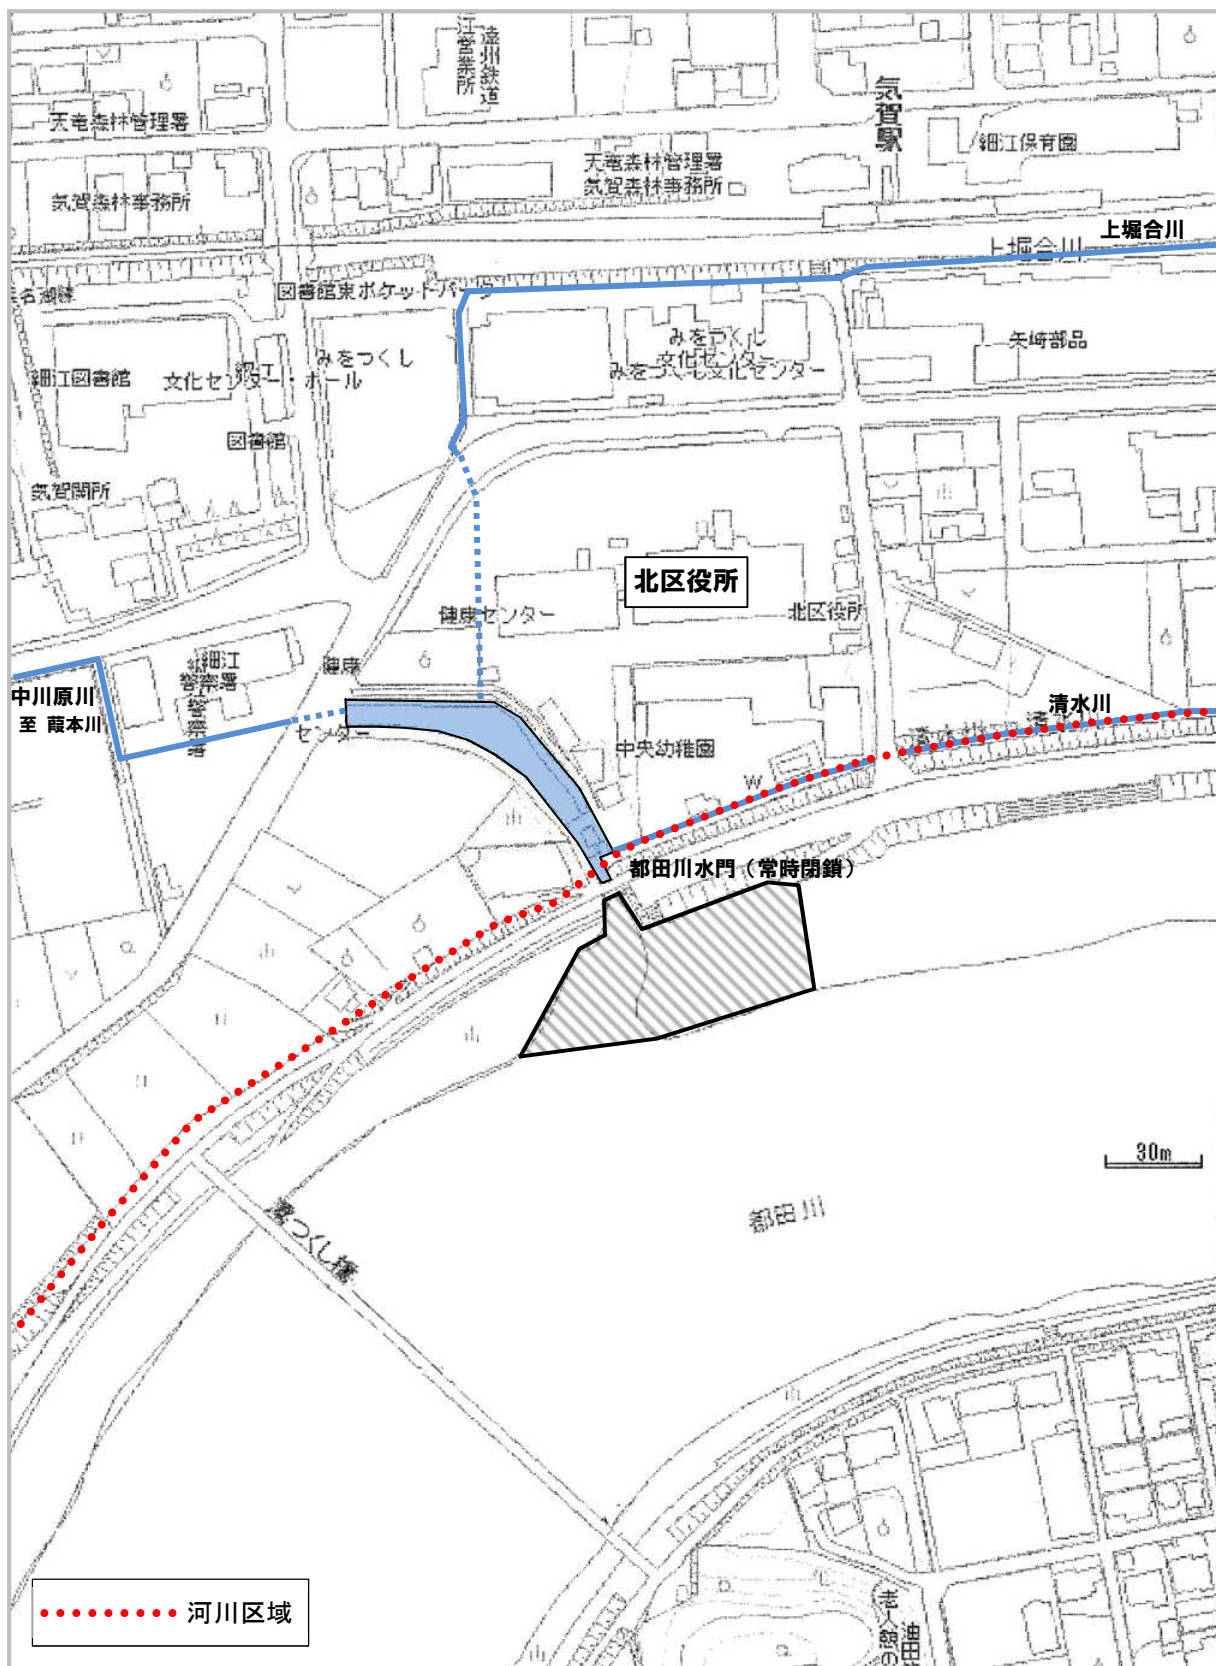 遠州鉄道
江営業所
気賀駅
天竜森林管理署
細江保育園
天竜森林管理署
気賀森林事務所
気賀森林事務所
上堀合川
上堀合川
図書館東ポケットパーク
みをつくし
文化センター
みをつくし文化センター
矢崎部品
みをつくし
文化センター・ホール
細江図書館
図書館
気賀関所
北区役所
健康センター
北区役所
細江
警察署
健康
センター
中川原川
至 葭本川
清水川
中央幼稚園
W
都田川水門（常時閉鎖）
30m
都田川
澪つくし橋
河川区域
老人憩の